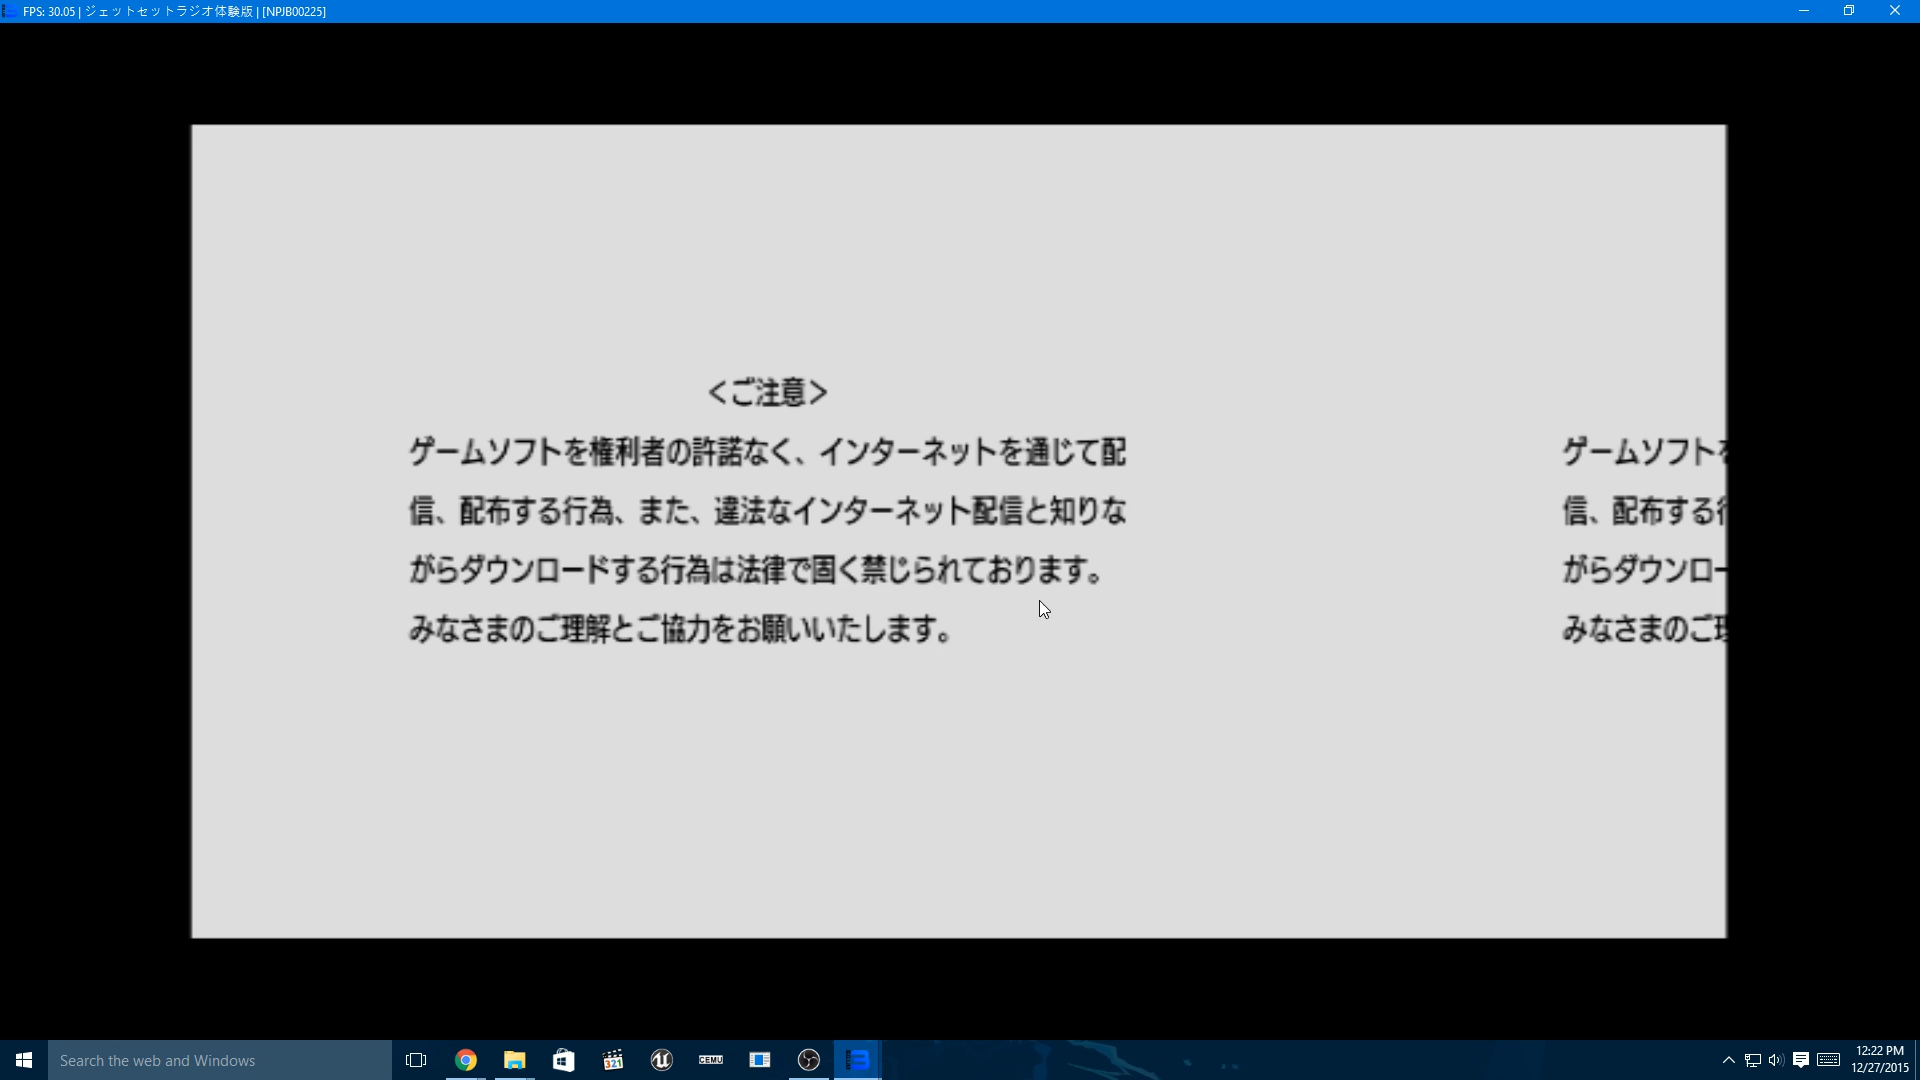 FPS: 30.05 | ジェットセットラジオ体験版 | [NPJB00225]
<ご注意>
ゲームソフトを権利者の許諾なく、インターネットを通じて配
信、配布する行為、また、違法なインターネット配信と知りな
がらダウンロードする行為は法律で固く禁じられております。
みなさまのご理解とご協力をお願いいたします。
ゲームソフトを
信、配布する行
がらダウンロー
みなさまのご理
Search the web and Windows
321
CEMU
12:22 PM
12/27/2015